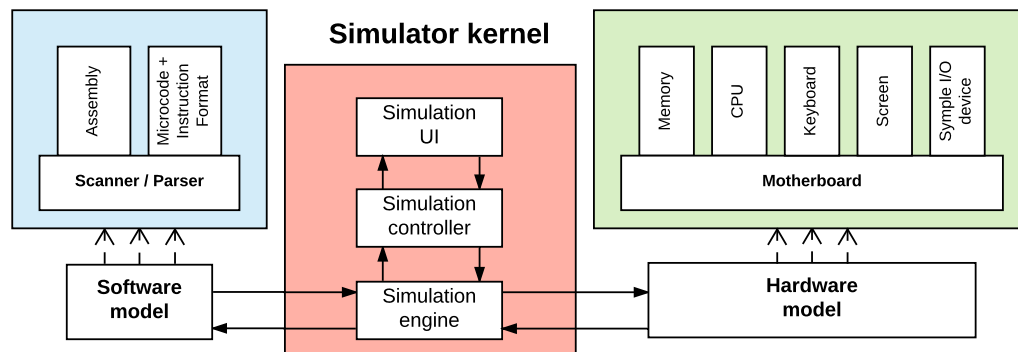 Simulator kernel
Assembly
Microcode +
Instruction
Format
Scanner / Parser
Simulation
UI
Simulation
controller
Simulation
engine
Memory
CPU
Keyboard
Screen
Symple I/O
device
Motherboard
Software
model
Hardware
model